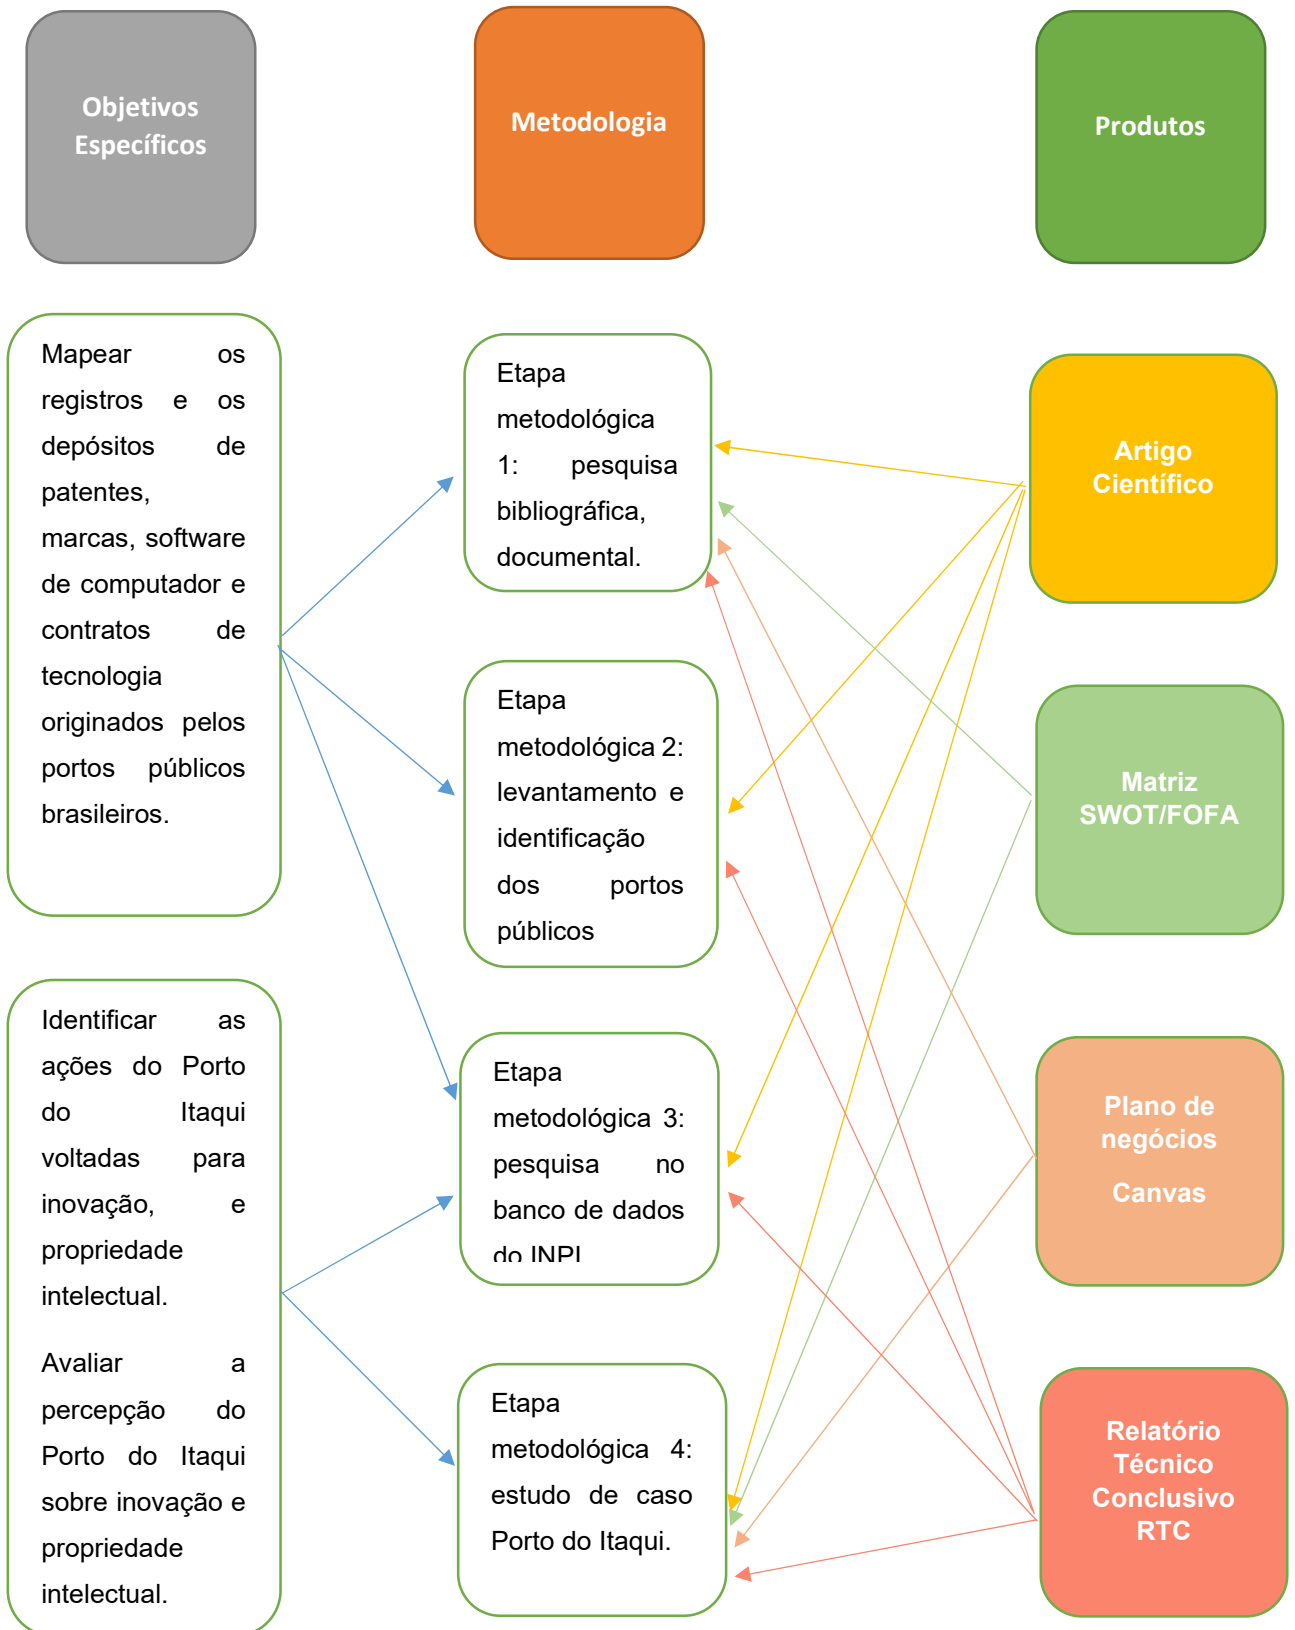 Objetivos
Específicos
Metodologia
Produtos
Mapear os
registros e os
depósitos de
patentes,
marcas, software
de computador e
contratos de
tecnologia
originados pelos
portos públicos
brasileiros.
Identificar as
ações do Porto
do Itaqui
voltadas para
inovação, e
propriedade
intelectual.
Avaliar a
percepção do
Porto do Itaqui
sobre inovação e
propriedade
intelectual.
Etapa
metodológica
1: pesquisa
bibliográfica,
documental.
Etapa
metodológica 2:
levantamento e
identificação
dos portos
públicos
Etapa
metodológica 3:
pesquisa no
banco de dados
do INPI
Etapa
metodológica 4:
estudo de caso
Porto do Itaqui.
Artigo
Científico
Matriz
SWOT/FOFA
Plano de
negócios
Canvas
Relatório
Técnico
Conclusivo
RTC